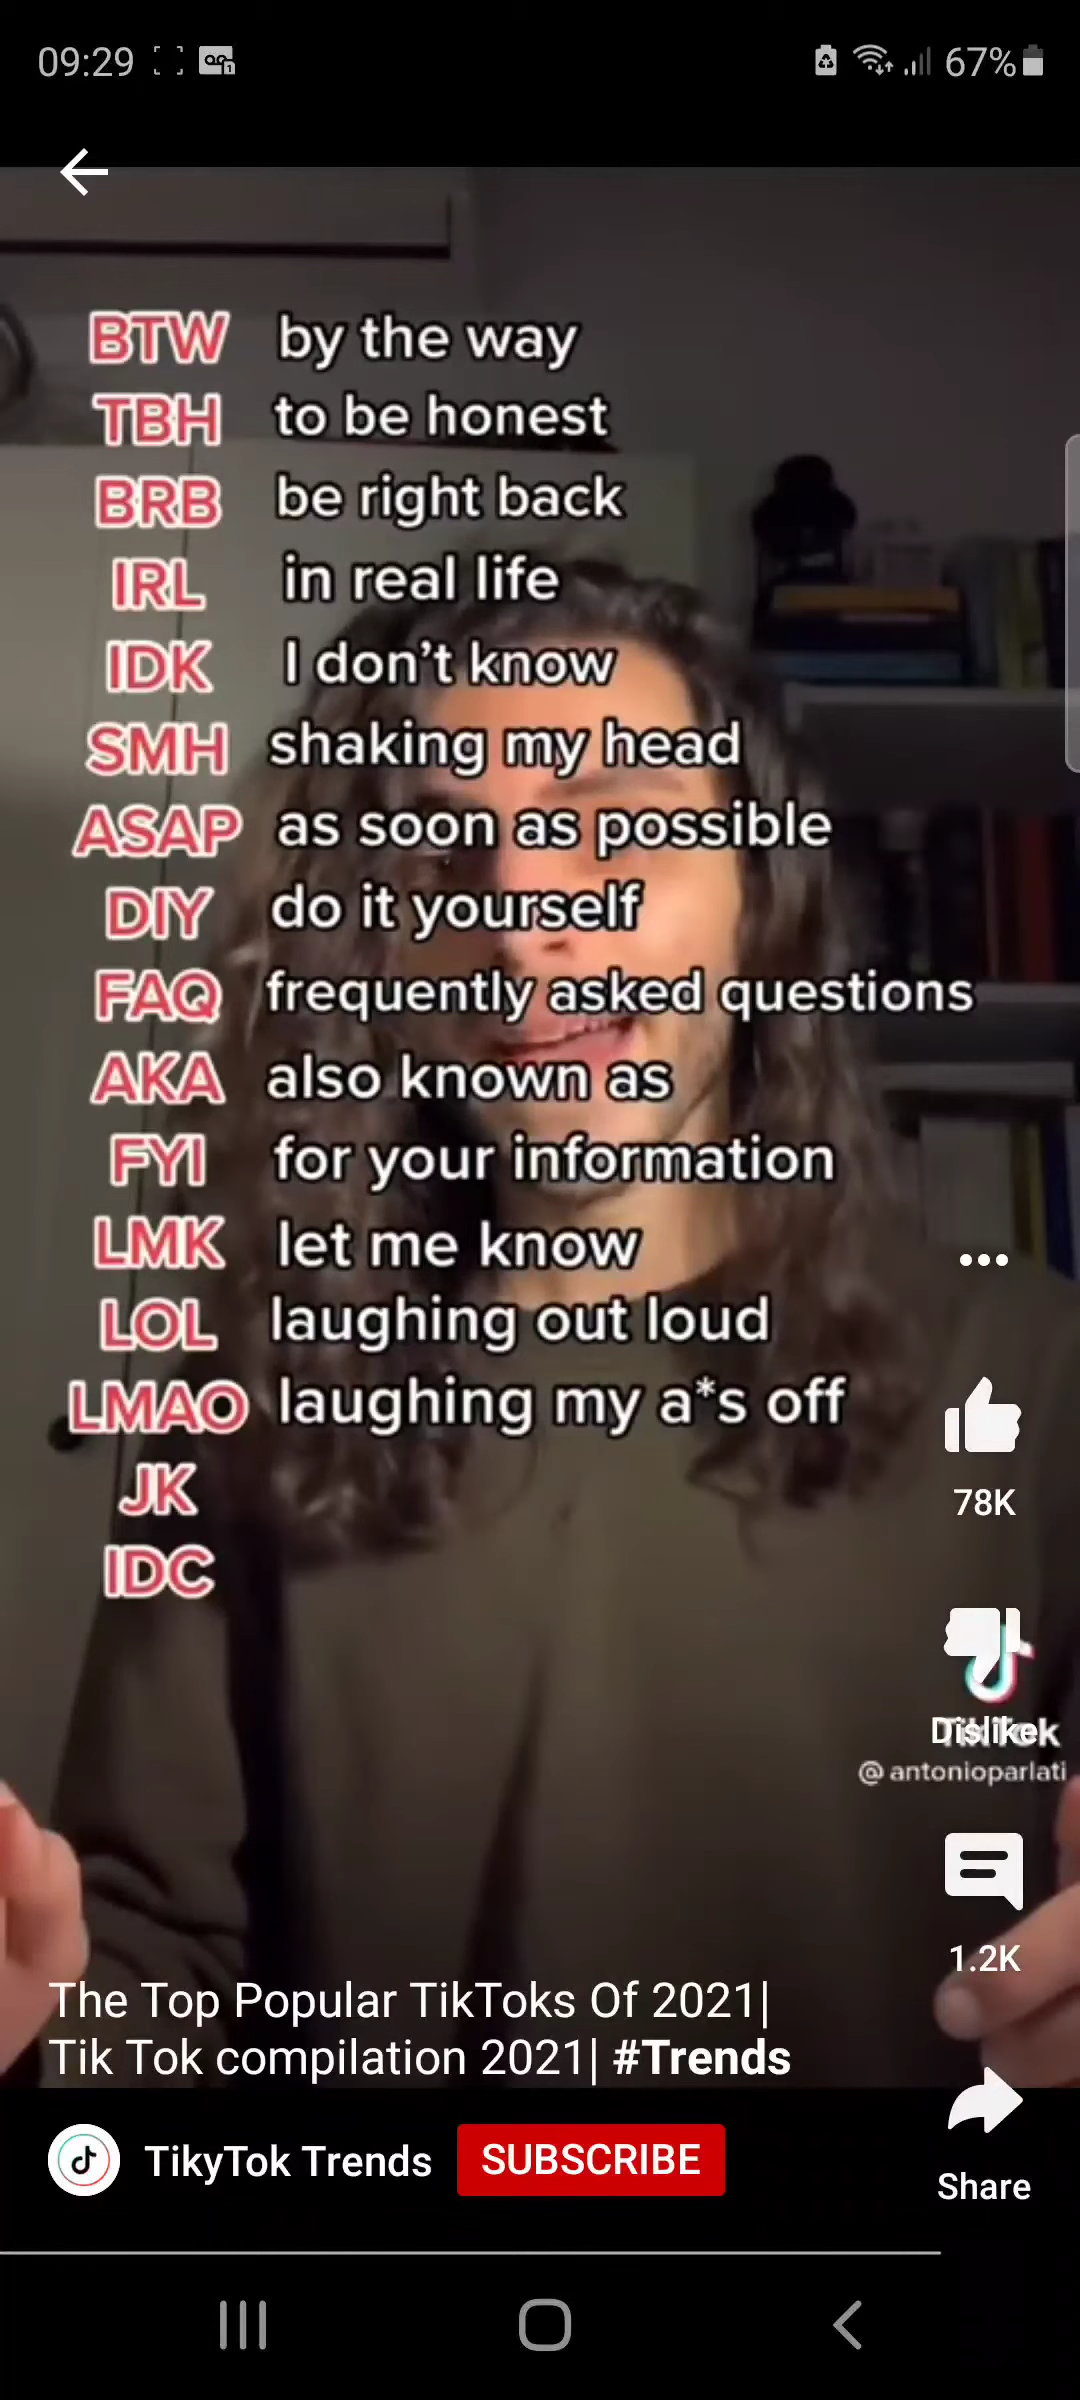 09:29
67%
BTW by the way
TBH to be honest
BRB be right back
IRL in real life
IDK I don't know
SMH shaking my head
ASAP as soon as possible
DIY do it yourself
FAQ frequently asked questions
AKA also known as
FYI for your information
LMK let me know
LOL laughing out loud
LMAO laughing my a*s off
JK
IDC
78K
Dislike
TikTok
@antonioparlati
1.2K
The Top Popular TikToks Of 2021|
Tik Tok compilation 2021| #Trends
TikyTok Trends SUBSCRIBE
Share